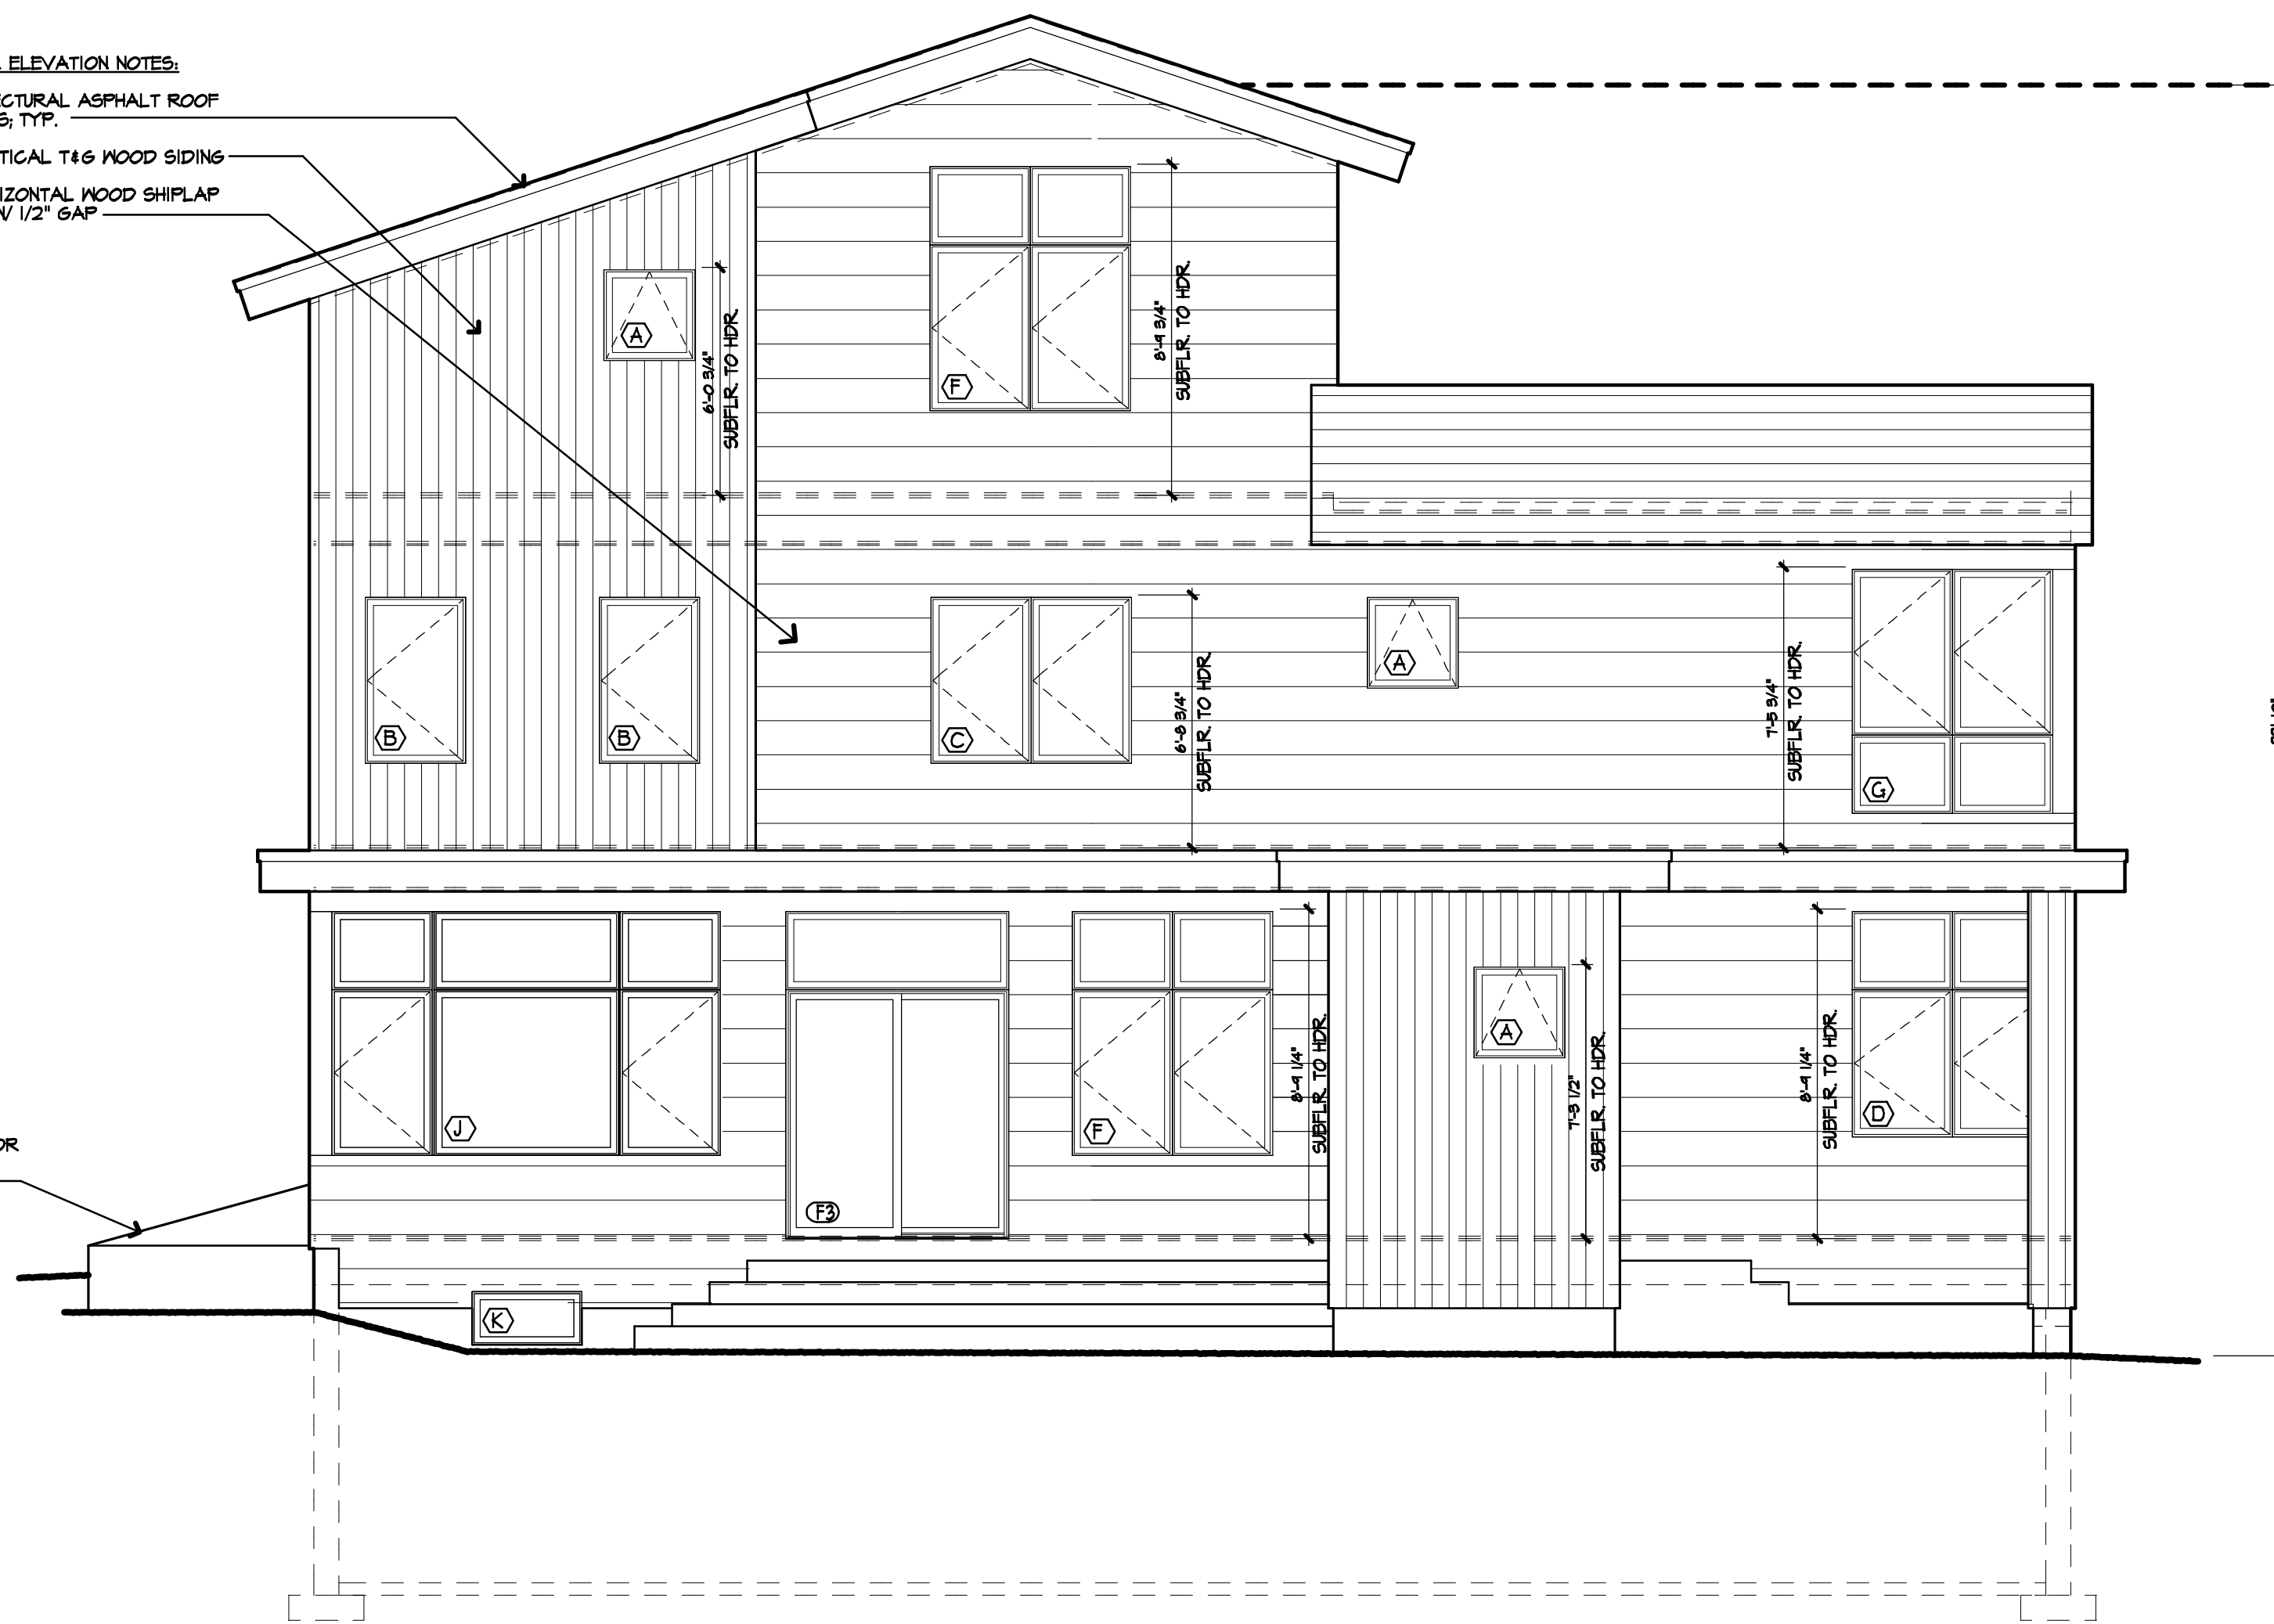 ELEVATION NOTES:
ECTURAL ASPHALT ROOF
S; TYP.
TICAL T&G WOOD SIDING
IZONTAL WOOD SHIPLAP
W/ 1/2" GAP
A
6'-0 3/4"
SUBFLR. TO HDR.
F
8'-9 3/4"
SUBFLR. TO HDR.
B
B
C
6'-8 3/4"
SUBFLR. TO HDR.
A
7'-5 3/4"
SUBFLR. TO HDR.
G
J
F3
F
8'-9 1/4"
SUBFLR. TO HDR.
A
7'-3 1/2"
SUBFLR. TO HDR.
8'-9 1/4"
SUBFLR. TO HDR.
D
OR
K